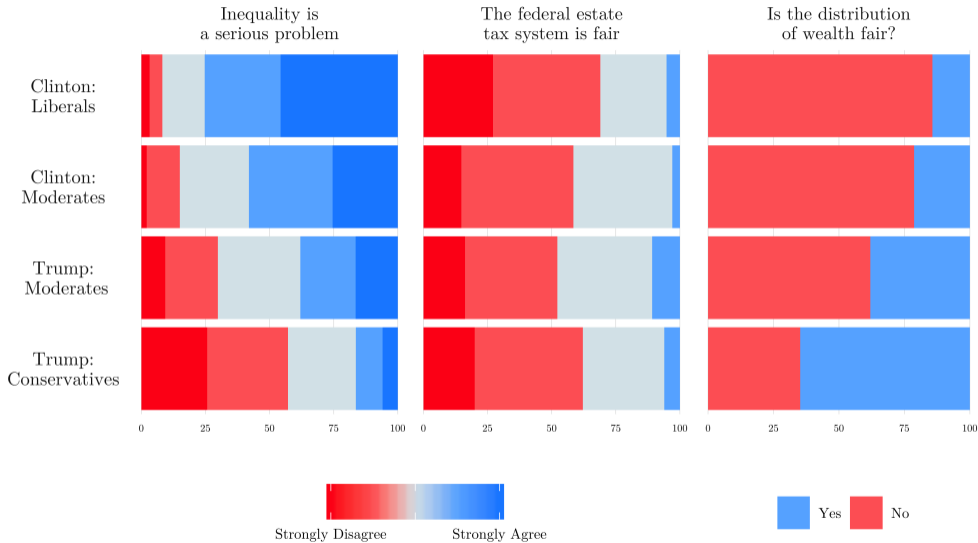 Inequality is
a serious problem
The federal estate
tax system is fair
Is the distribution
of wealth fair?
Clinton:
Liberals
Clinton:
Moderates
Trump:
Moderates
Trump:
Conservatives
0 25 50 75 100
0 25 50 75 100
0 25 50 75 100
Strongly Disagree Strongly Agree
Yes No